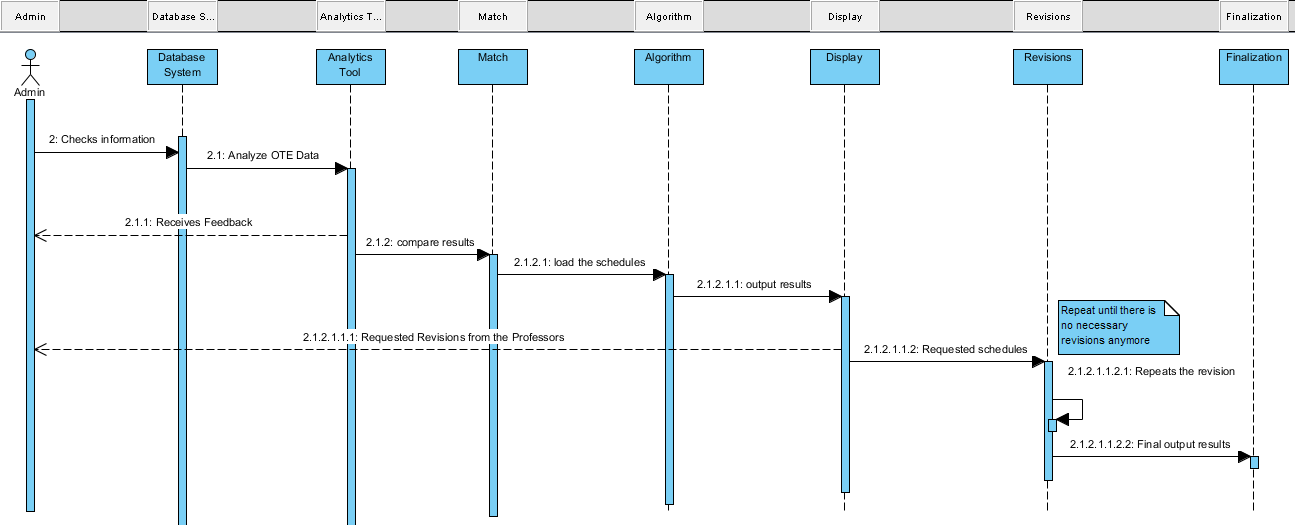 Admin
Database S...
Analytics T...
Match
Algorithm
Display
Revisions
Finalization
Database
System
Analytics
Tool
Match
Algorithm
Display
Revisions
Finalization
Admin
2: Checks information
2.1: Analyze OTE Data
2.1.1: Receives Feedback
2.1.2: compare results
2.1.2.1: load the schedules
2.1.2.1.1: output results
Repeat until there is
no necessary
revisions anymore
2.1.2.1.1.1: Requested Revisions from the Professors
2.1.2.1.1.2: Requested schedules
2.1.2.1.1.2.1: Repeats the revision
2.1.2.1.1.2.2: Final output results